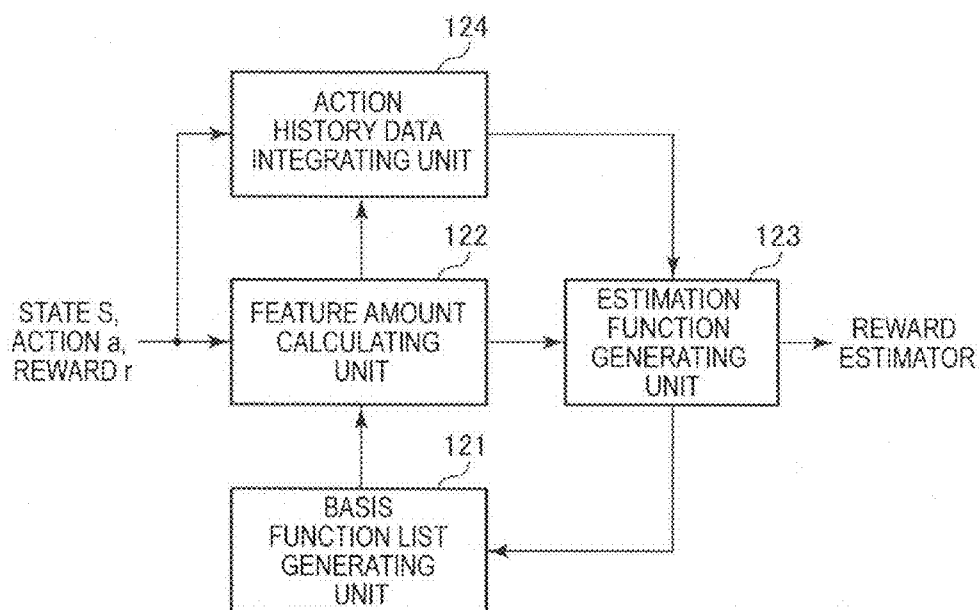 124
ACTION
HISTORY DATA
INTEGRATING UNIT
122
123
STATE S,
ACTION a,
REWARD r
FEATURE AMOUNT
CALCULATING
UNIT
ESTIMATION
FUNCTION
GENERATING
UNIT
REWARD
ESTIMATOR
121
BASIS
FUNCTION LIST
GENERATING
UNIT